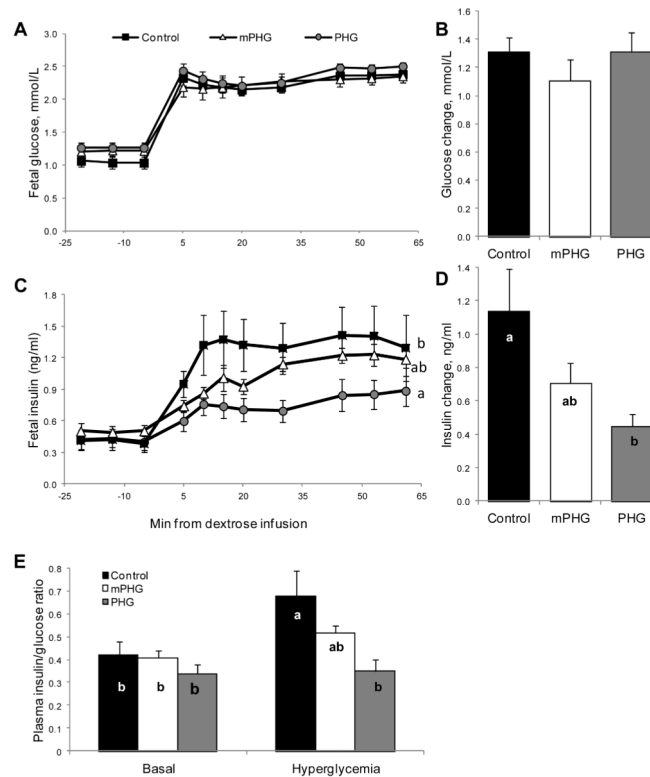 A
Control mPHG PHG
Fetal glucose, mmol/L
3.0
2.5
2.0
1.5
1.0
0.5
0.0
-25 -10 5 20 35 50 65
B
Glucose change, mmol/L
1.6
1.4
1.2
1.0
0.8
0.6
0.4
0.2
0.0
Control mPHG PHG
C
Fetal insulin (ng/ml)
1.8
1.5
1.2
0.9
0.6
0.3
0.0
b
ab
a
-25 -10 5 20 35 50 65
Min from dextrose infusion
D
Insulin change, ng/ml
1.4
1.2
1.0
0.8
0.6
0.4
0.2
0.0
a
ab
b
Control mPHG PHG
E
Control
mPHG
PHG
Plasma insulin/glucose ratio
0.8
0.7
0.6
0.5
0.4
0.3
0.2
0.1
0
b b b
a
ab
b
Basal Hyperglycemia